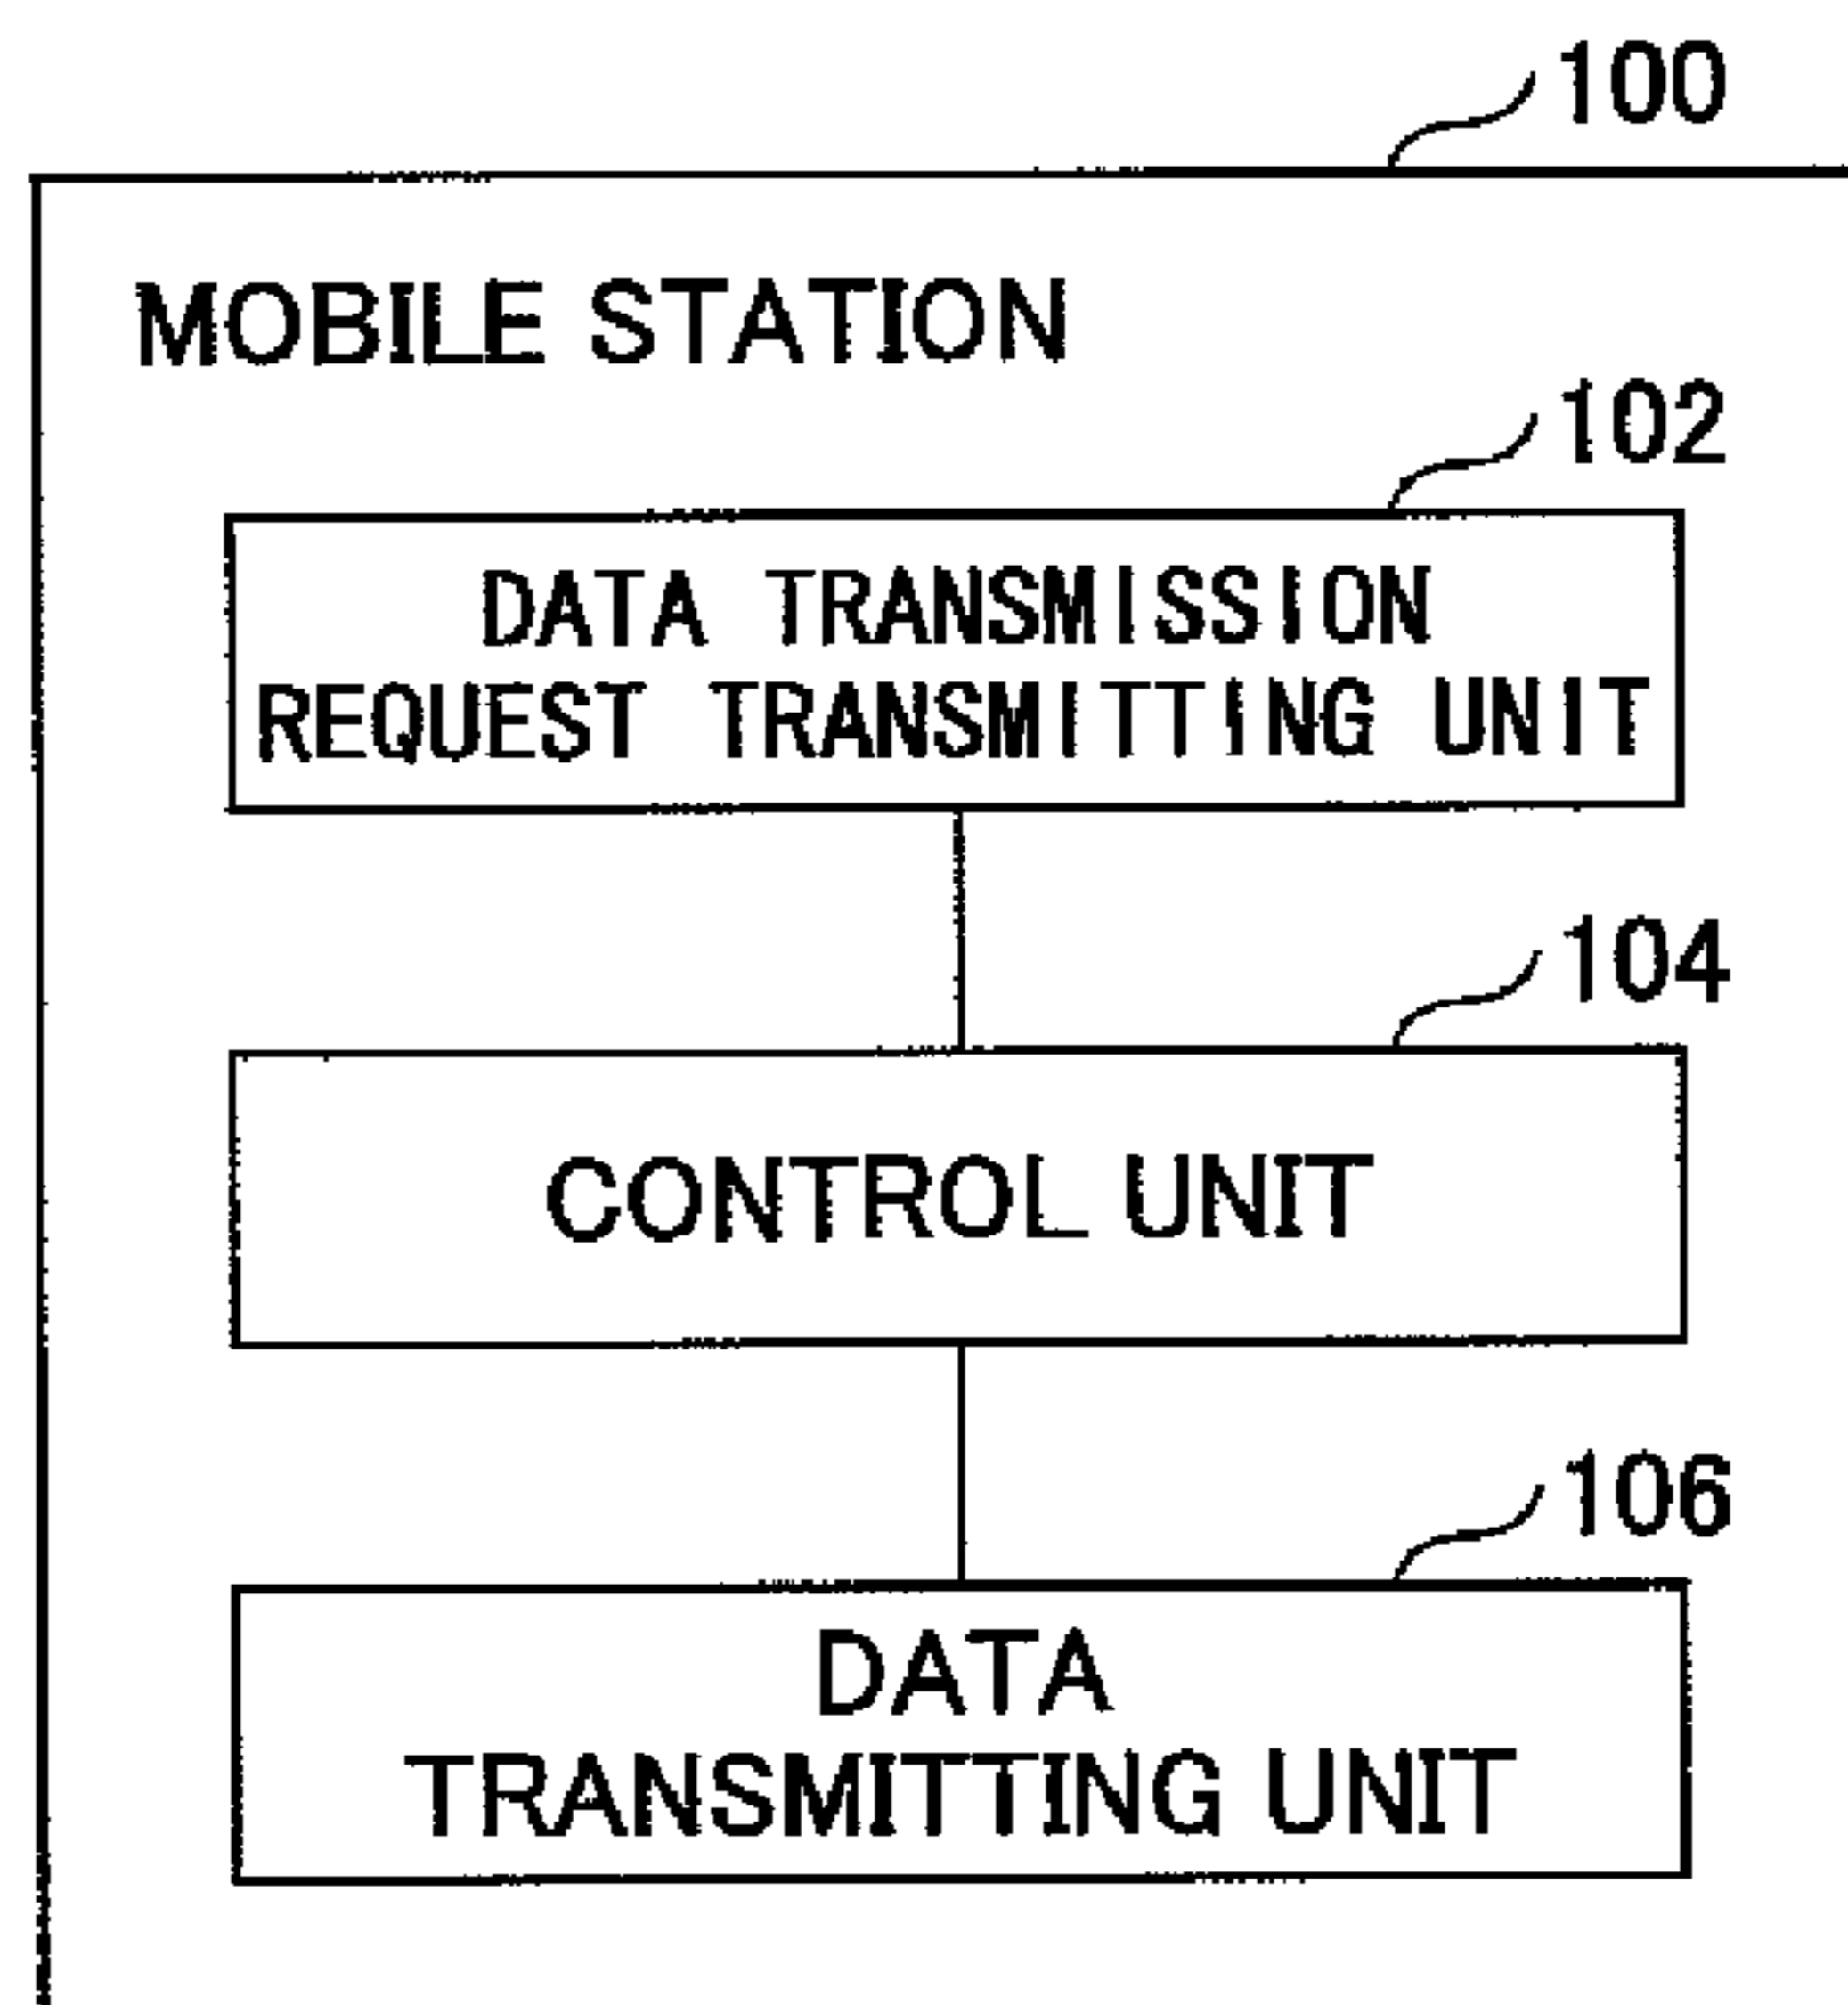 100
MOBILE STATION
102
DATA TRANSMISSION
REQUEST TRANSMITTING UNIT
104
CONTROL UNIT
106
DATA
TRANSMITTING UNIT